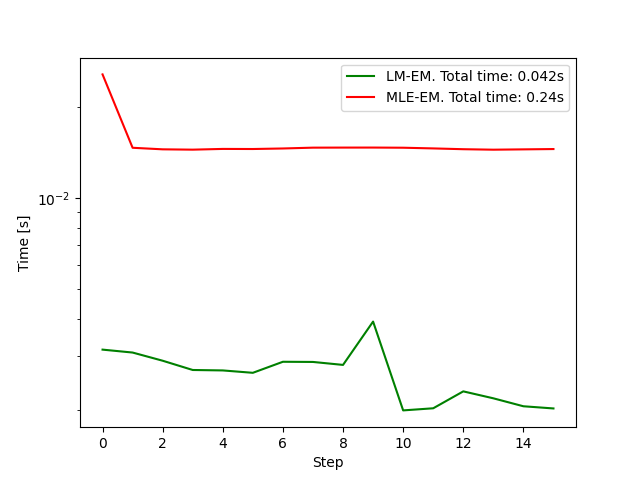 LM-EM. Total time: 0.042s
MLE-EM. Total time: 0.24s
10⁻²
Time [s]
0 2 4 6 8 10 12 14
Step